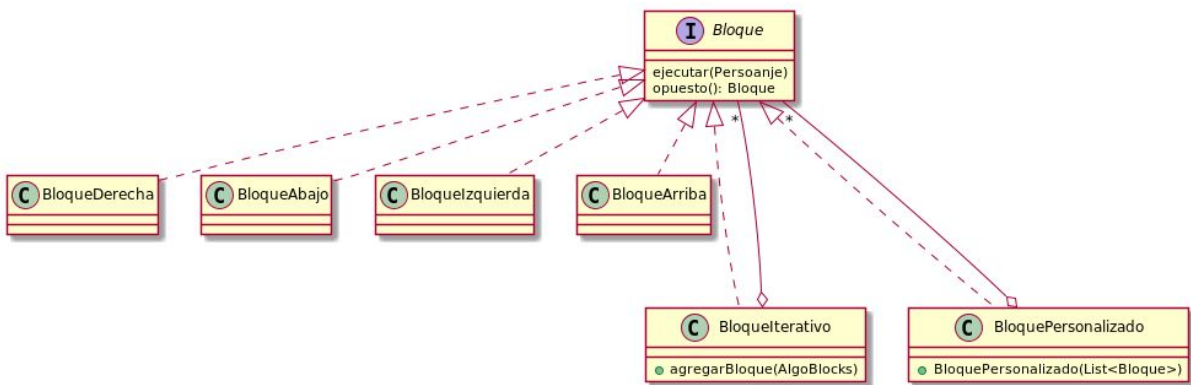 I Bloque
ejecutar(Persoanje)
opuesto(): Bloque
* *
C BloqueDerecha
C BloqueAbajo
C BloqueIzquierda
C BloqueArriba
C BloqueIterativo
agregarBloque(AlgoBlocks)
C BloquePersonalizado
BloquePersonalizado(List<Bloque>)